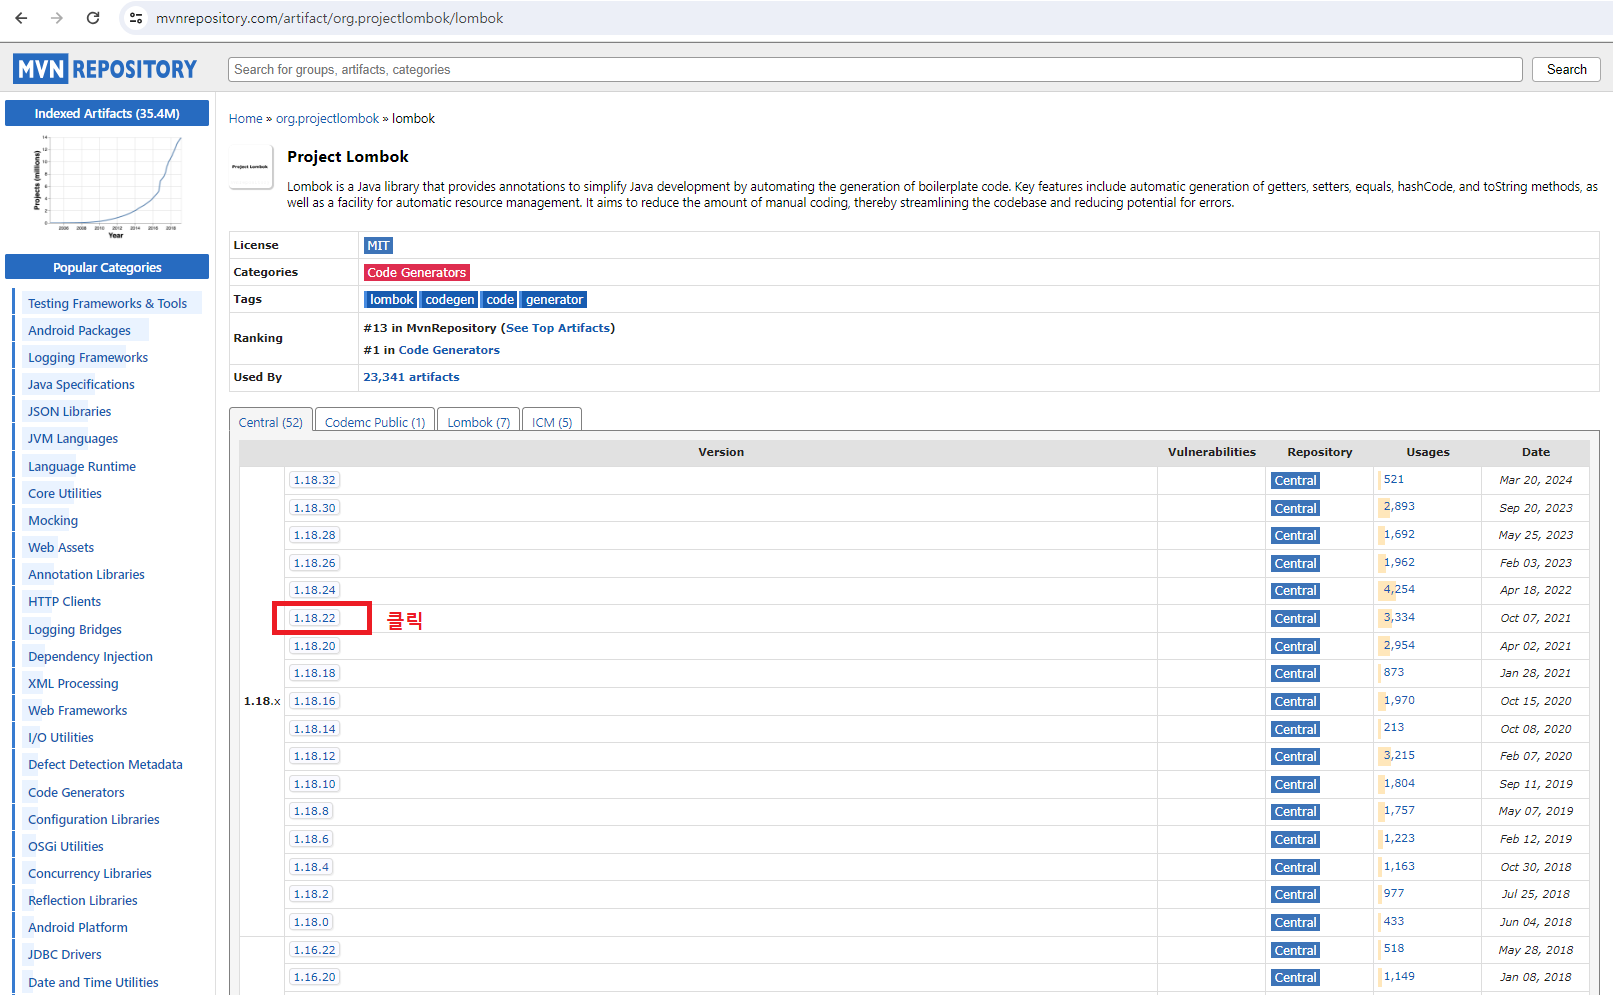 mvnrepository.com/artifact/org.projectlombok/lombok
MVN REPOSITORY
Search for groups, artifacts, categories
Search
Indexed Artifacts (35.4M)
Projects (millions)
14
12
10
8
6
4
2
0
2006 2008 2010 2012 2014 2016 2018
Year
Popular Categories
Testing Frameworks & Tools
Android Packages
Logging Frameworks
Java Specifications
JSON Libraries
JVM Languages
Language Runtime
Core Utilities
Mocking
Web Assets
Annotation Libraries
HTTP Clients
Logging Bridges
Dependency Injection
XML Processing
Web Frameworks
I/O Utilities
Defect Detection Metadata
Code Generators
Configuration Libraries
OSGi Utilities
Concurrency Libraries
Reflection Libraries
Android Platform
JDBC Drivers
Date and Time Utilities
Home » org.projectlombok » lombok
Project Lombok
Project Lombok
Lombok is a Java library that provides annotations to simplify Java development by automating the generation of boilerplate code. Key features include automatic generation of getters, setters, equals, hashCode, and toString methods, as
well as a facility for automatic resource management. It aims to reduce the amount of manual coding, thereby streamlining the codebase and reducing potential for errors.
License MIT
Categories Code Generators
Tags lombok codegen code generator
Ranking #13 in MvnRepository (See Top Artifacts)
#1 in Code Generators
Used By 23,341 artifacts
Central (52) Codemc Public (1) Lombok (7) ICM (5)
Version Vulnerabilities Repository Usages Date
1.18.32 Central 521 Mar 20, 2024
1.18.30 Central 2,893 Sep 20, 2023
1.18.28 Central 1,692 May 25, 2023
1.18.26 Central 1,962 Feb 03, 2023
1.18.24 Central 4,254 Apr 18, 2022
1.18.22 클릭 Central 3,334 Oct 07, 2021
1.18.20 Central 2,954 Apr 02, 2021
1.18.18 Central 873 Jan 28, 2021
1.18.x 1.18.16 Central 1,970 Oct 15, 2020
1.18.14 Central 213 Oct 08, 2020
1.18.12 Central 3,215 Feb 07, 2020
1.18.10 Central 1,804 Sep 11, 2019
1.18.8 Central 1,757 May 07, 2019
1.18.6 Central 1,223 Feb 12, 2019
1.18.4 Central 1,163 Oct 30, 2018
1.18.2 Central 977 Jul 25, 2018
1.18.0 Central 433 Jun 04, 2018
1.16.22 Central 518 May 28, 2018
1.16.20 Central 1,149 Jan 08, 2018